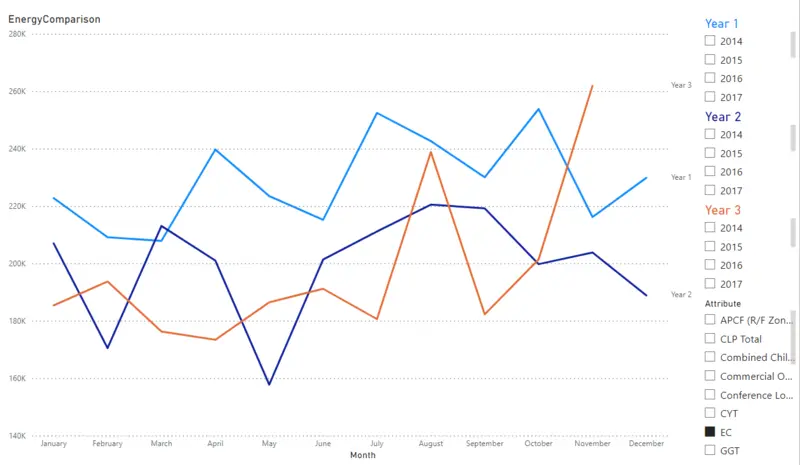 EnergyComparison
280K
260K
240K
220K
200K
180K
160K
140K
January February March April May June July August September October November December
Month
Year 3
Year 1
Year 2
Year 1
2014
2015
2016
2017
Year 2
2014
2015
2016
2017
Year 3
2014
2015
2016
2017
Attribute
APCF (R/F Zon...
CLP Total
Combined Chil...
Commercial O...
Conference Lo...
CYT
EC
GGT